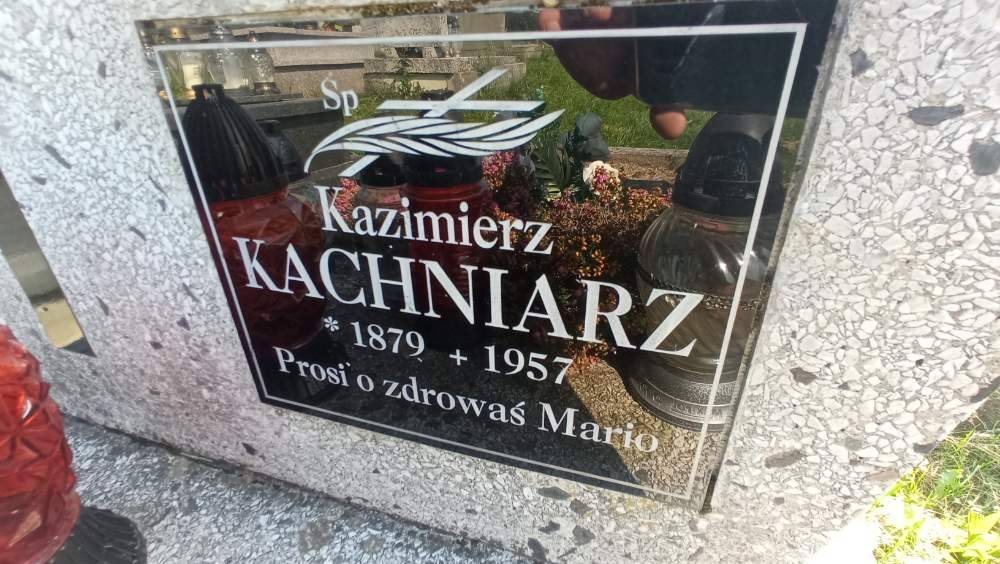 Śp
Kazimierz
KACHNIARZ
* 1879 + 1957
Prosi o zdrowaś Mario